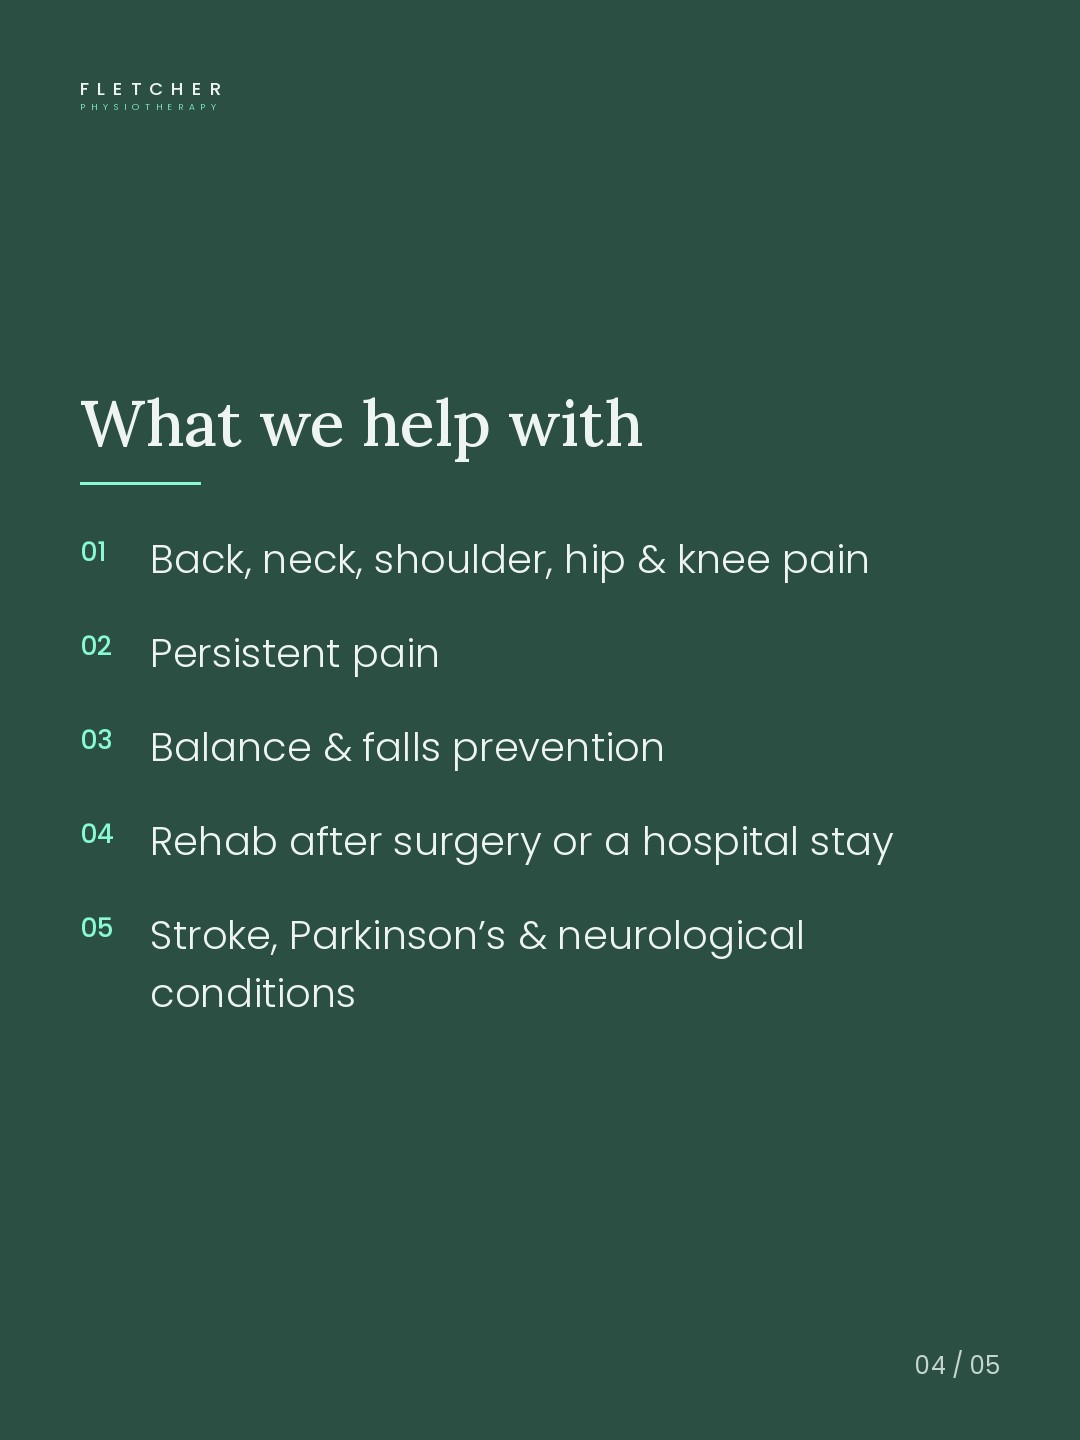 FLETCHER
PHYSIOTHERAPY
What we help with
01 Back, neck, shoulder, hip & knee pain
02 Persistent pain
03 Balance & falls prevention
04 Rehab after surgery or a hospital stay
05 Stroke, Parkinson’s & neurological
conditions
04 / 05